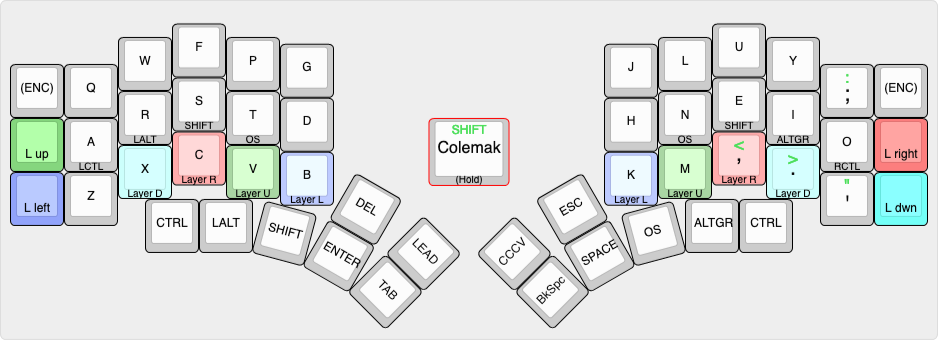 (ENC)
Q
W
F
P
G
L up
A
LCTL
R
LALT
S
SHIFT
T
OS
D
L left
Z
X
Layer D
C
V
Layer U
B
Layer L
CTRL
LALT
SHIFT
DEL
ENTER
LEAD
TAB
SHIFT
Colemak
(Hold)
J
L
U
Y
:
;
(ENC)
H
N
OS
E
SHIFT
I
ALTGR
O
RCTL
L right
K
Layer L
M
Layer U
<
,
Layer R
>
.
Layer D
"
'
L dwn
ESC
CCCV
SPACE
BkSpc
OS
ALTGR
CTRL
Layer R